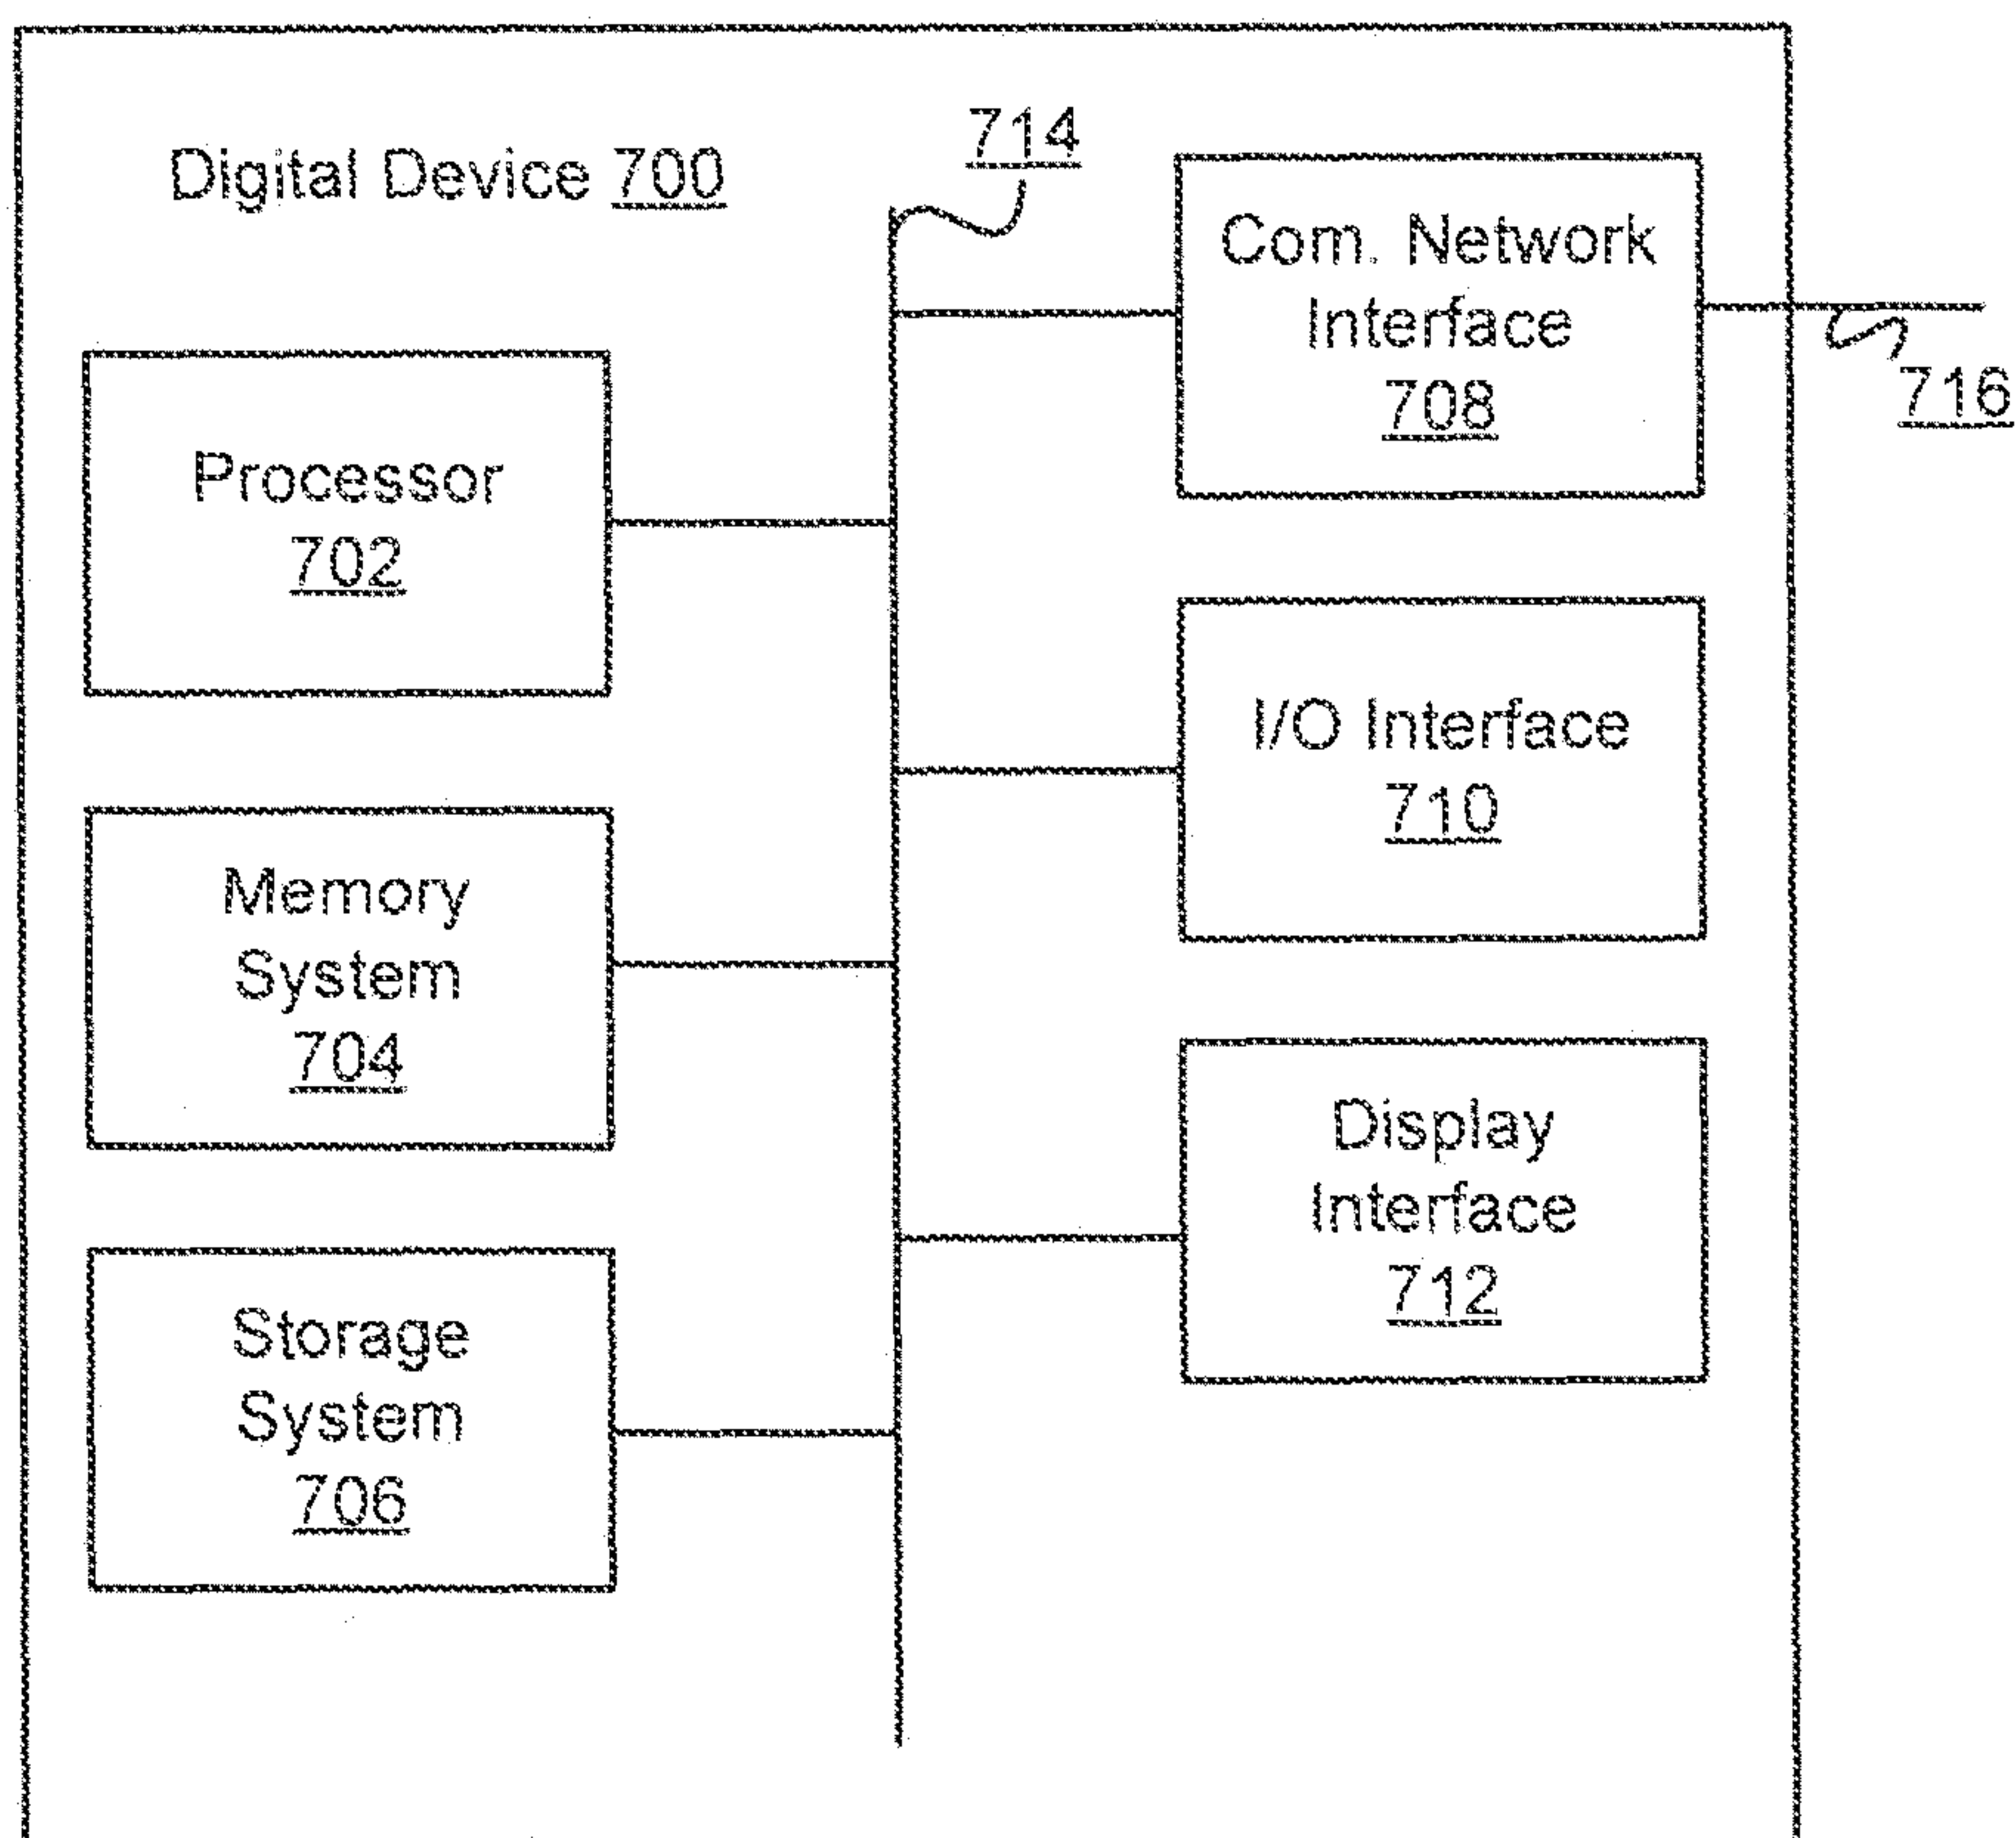 Digital Device 700
714
Com. Network
Interface
708
716
Processor
702
I/O Interface
710
Memory
System
704
Display
Interface
712
Storage
System
706